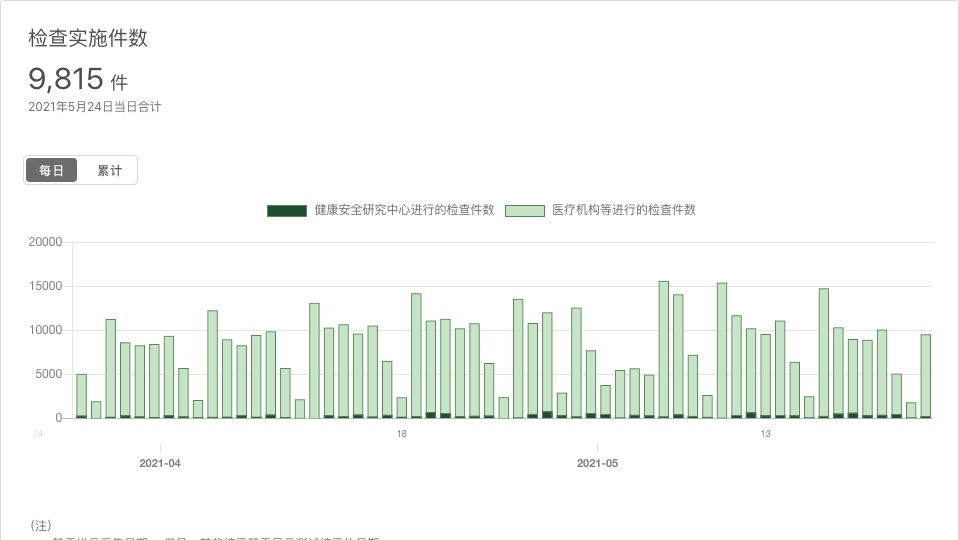 检查实施件数
9,815 件
2021年5月24日当日合计
每日 累计
健康安全研究中心进行的检查件数 医疗机构等进行的检查件数
20000
15000
10000
5000
0
24 18 13
2021-04 2021-05
(注)